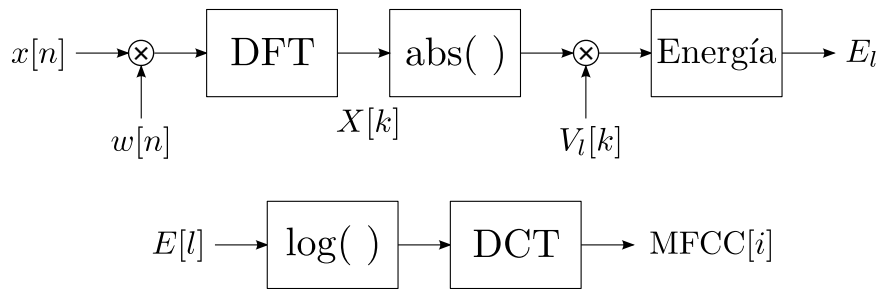 x[n] × DFT abs( ) × Energía E_l
X[k]
w[n] V_l[k]
E[l] log( ) DCT MFCC[i]